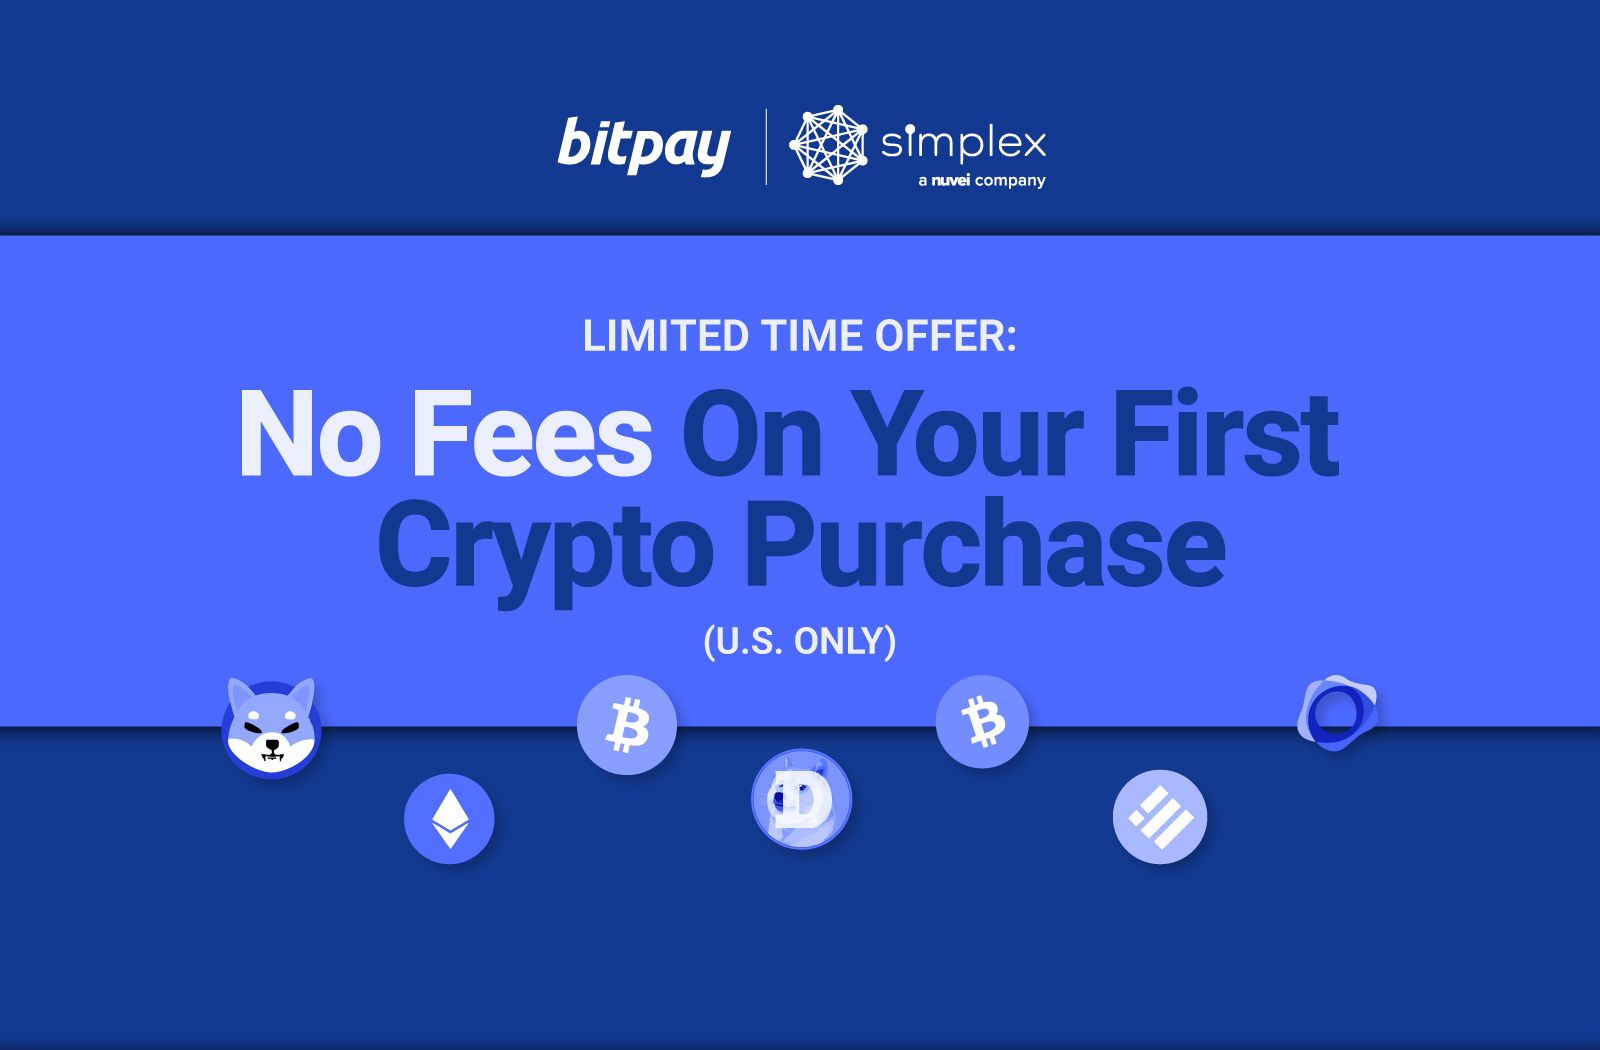 bitpay
simplex
a nuvei company
LIMITED TIME OFFER:
No Fees On Your First
Crypto Purchase
(U.S. ONLY)
D